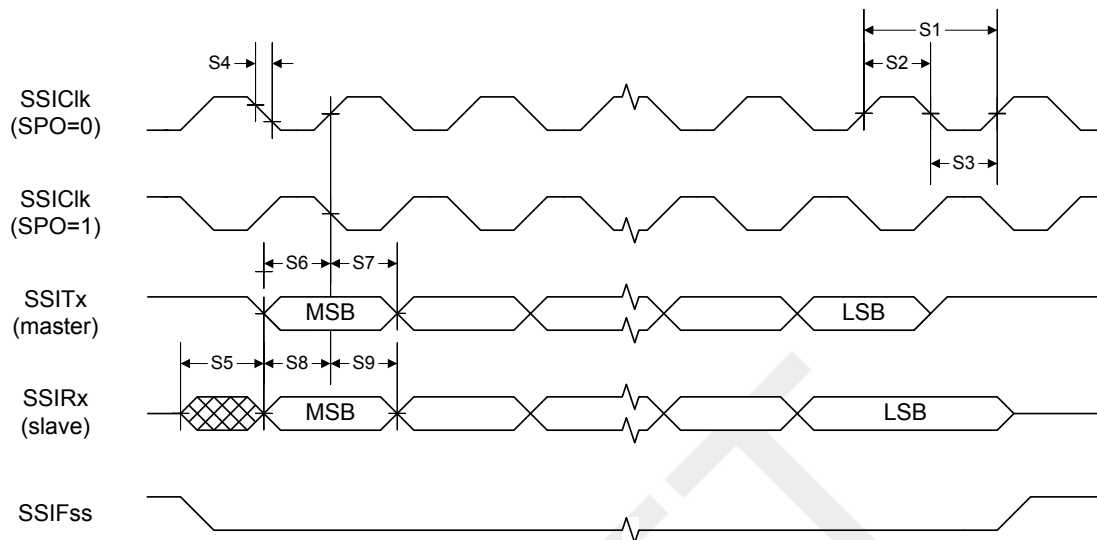 S1
S4
S2
SSIClk
(SPO=0)
S3
SSIClk
(SPO=1)
S6
S7
SSITx
(master)
MSB
LSB
S5
S8
S9
SSIRx
(slave)
MSB
LSB
SSIFss